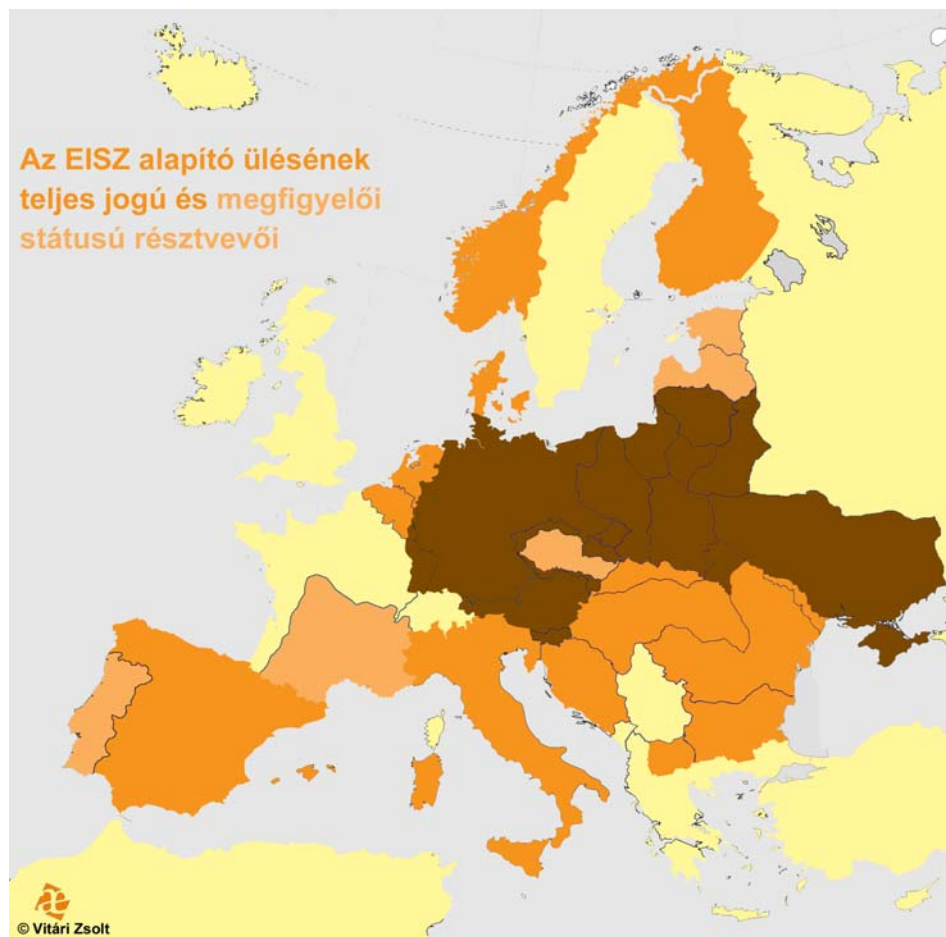 Az EISZ alapító ülésének
teljes jogú és megfigyelői
státusú résztvevői
æ
© Vitári Zsolt